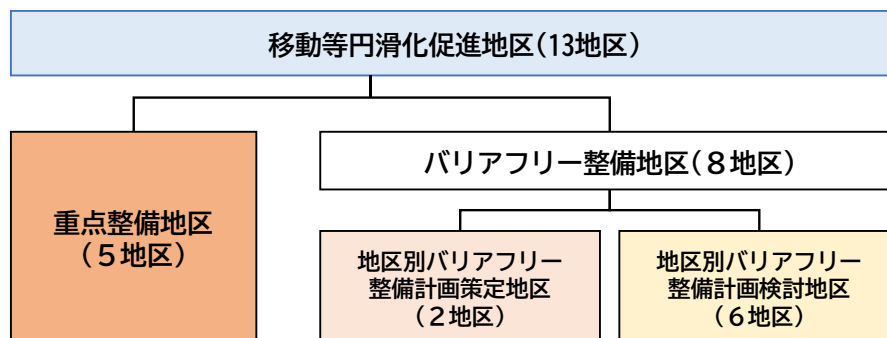 移動等円滑化促進地区(13地区)
重点整備地区
(５地区)
バリアフリー整備地区(８地区)
地区別バリアフリー
整備計画策定地区
(２地区)
地区別バリアフリー
整備計画検討地区
(６地区)